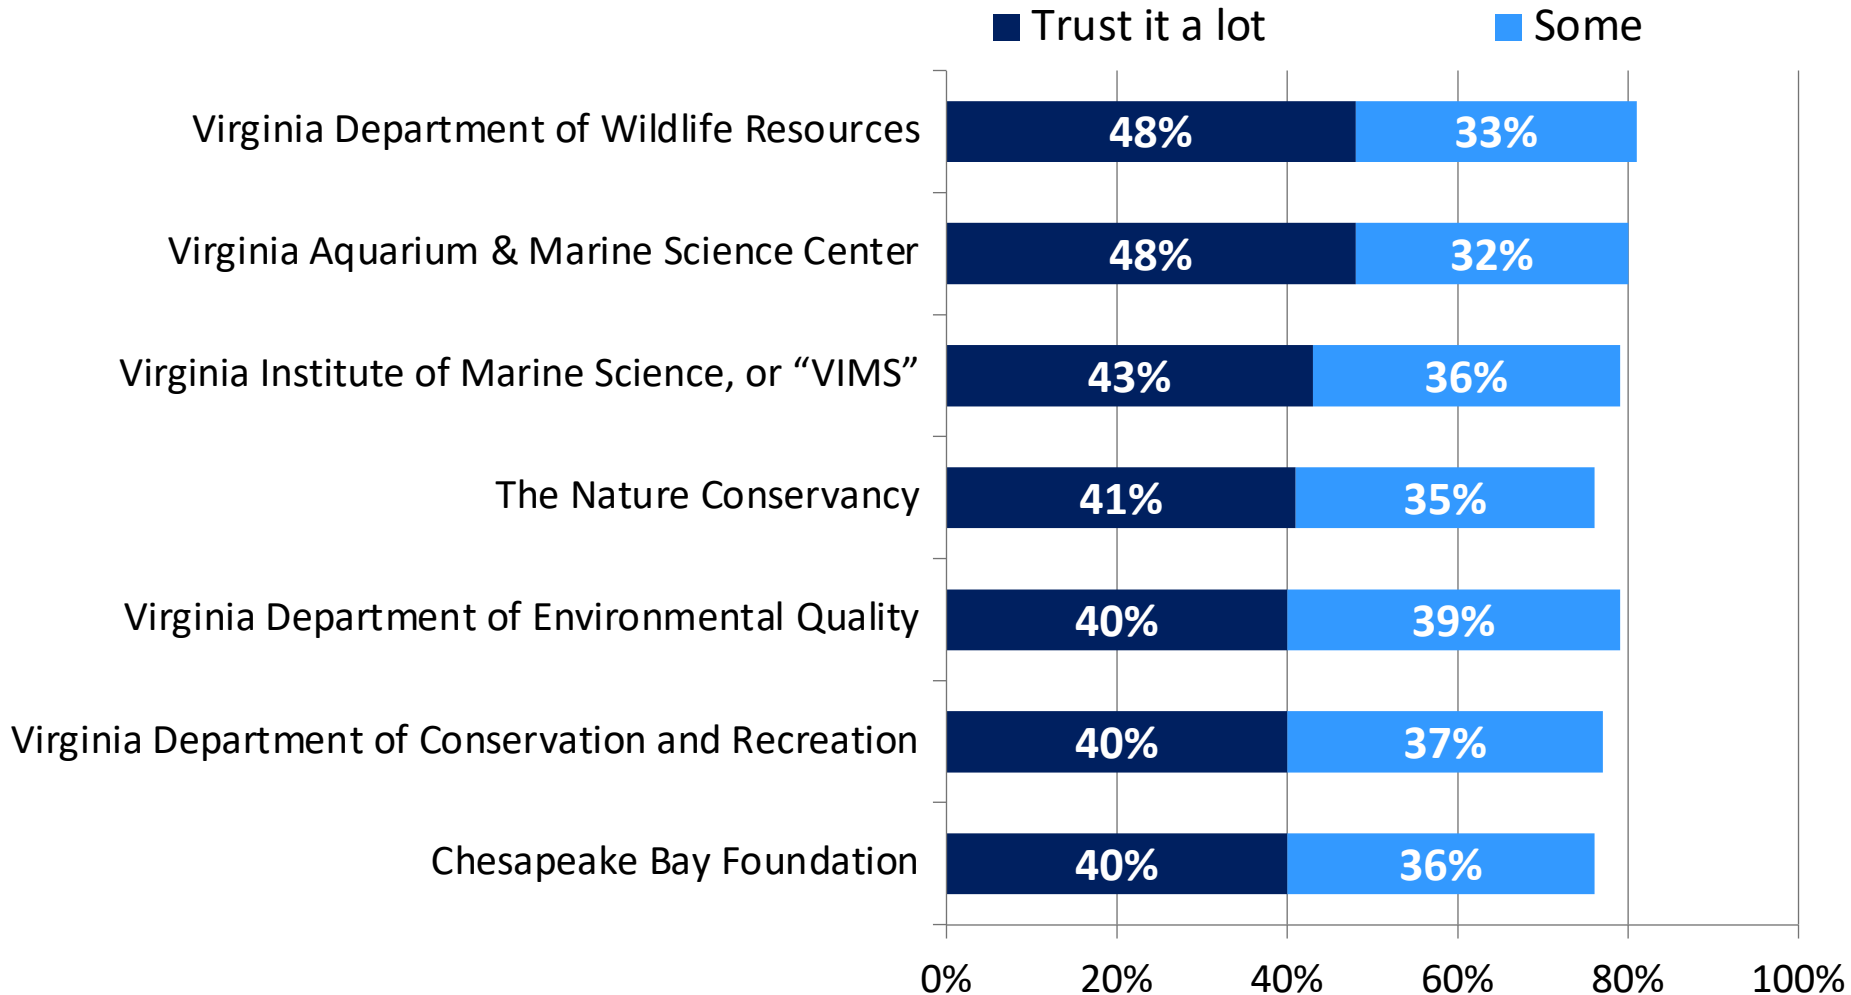 Trust it a lot Some
Virginia Department of Wildlife Resources 48% 33%
Virginia Aquarium & Marine Science Center 48% 32%
Virginia Institute of Marine Science, or “VIMS” 43% 36%
The Nature Conservancy 41% 35%
Virginia Department of Environmental Quality 40% 39%
Virginia Department of Conservation and Recreation 40% 37%
Chesapeake Bay Foundation 40% 36%
0% 20% 40% 60% 80% 100%